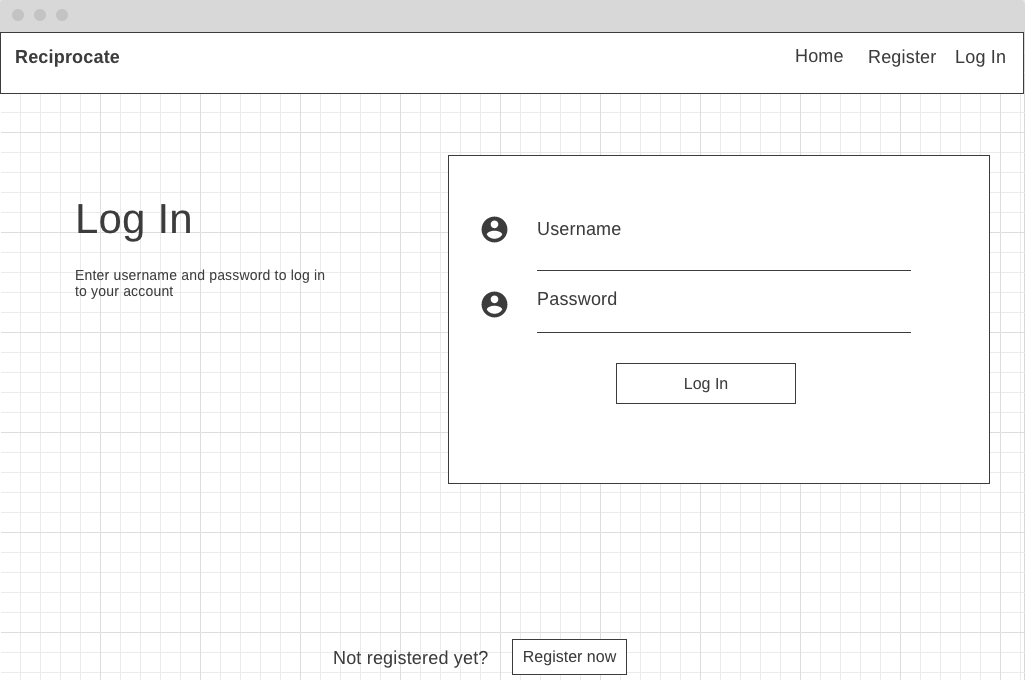 Reciprocate
Home Register Log In
Log In
Enter username and password to log in
to your account
Username
Password
Log In
Not registered yet?
Register now